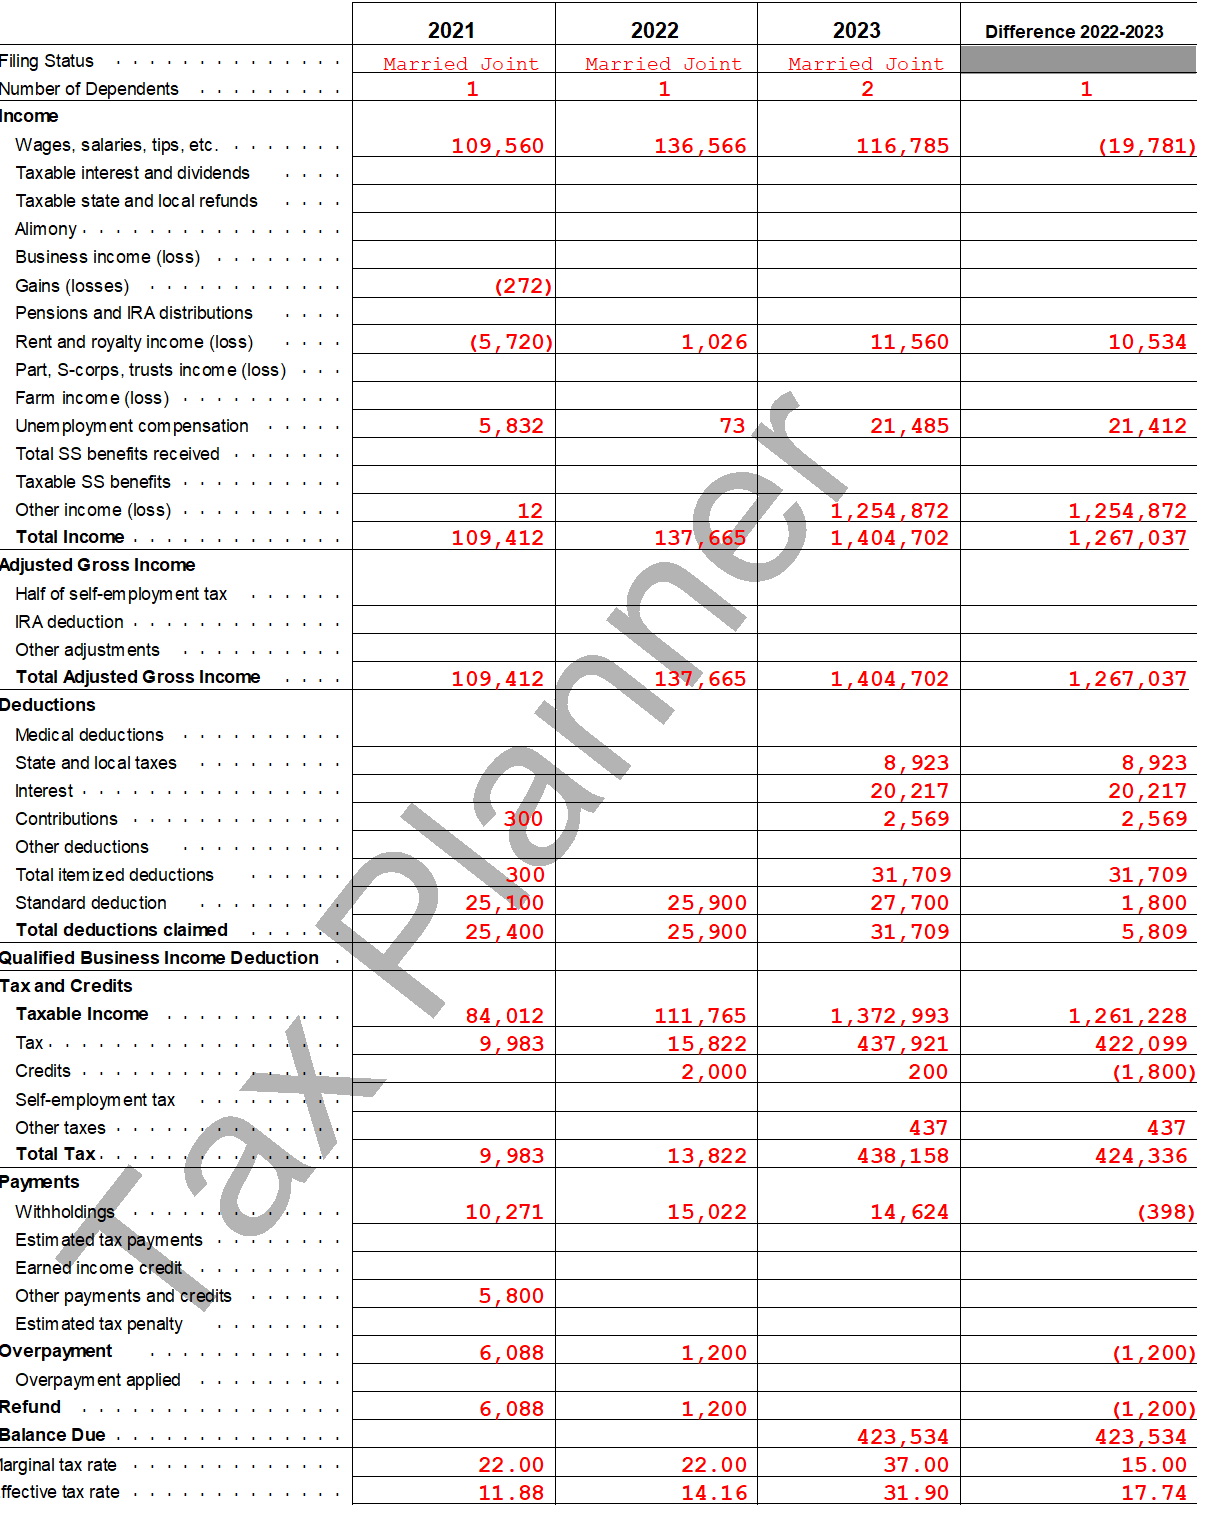 2021 2022 2023 Difference 2022-2023
Filing Status Married Joint Married Joint Married Joint
Number of Dependents 1 1 2 1
Income
Wages, salaries, tips, etc. 109,560 136,566 116,785 (19,781)
Taxable interest and dividends
Taxable state and local refunds
Alimony
Business income (loss)
Gains (losses) (272)
Pensions and IRA distributions
Rent and royalty income (loss) (5,720) 1,026 11,560 10,534
Part, S-corps, trusts income (loss)
Farm income (loss)
Unemployment compensation 5,832 73 21,485 21,412
Total SS benefits received
Taxable SS benefits
Other income (loss) 12 1,254,872 1,254,872
Total Income 109,412 137,665 1,404,702 1,267,037
Adjusted Gross Income
Half of self-employment tax
IRA deduction
Other adjustments
Total Adjusted Gross Income 109,412 137,665 1,404,702 1,267,037
Deductions
Medical deductions
State and local taxes 8,923 8,923
Interest 20,217 20,217
Contributions 300 2,569 2,569
Other deductions
Total itemized deductions 300 31,709 31,709
Standard deduction 25,100 25,900 27,700 1,800
Total deductions claimed 25,400 25,900 31,709 5,809
Qualified Business Income Deduction
Tax and Credits
Taxable Income 84,012 111,765 1,372,993 1,261,228
Tax 9,983 15,822 437,921 422,099
Credits 2,000 200 (1,800)
Self-employment tax
Other taxes 437 437
Total Tax 9,983 13,822 438,158 424,336
Payments
Withholdings 10,271 15,022 14,624 (398)
Estimated tax payments
Earned income credit
Other payments and credits 5,800
Estimated tax penalty
Overpayment 6,088 1,200 (1,200)
Overpayment applied
Refund 6,088 1,200 (1,200)
Balance Due 423,534 423,534
arginal tax rate 22.00 22.00 37.00 15.00
ffective tax rate 11.88 14.16 31.90 17.74
Tax Planner